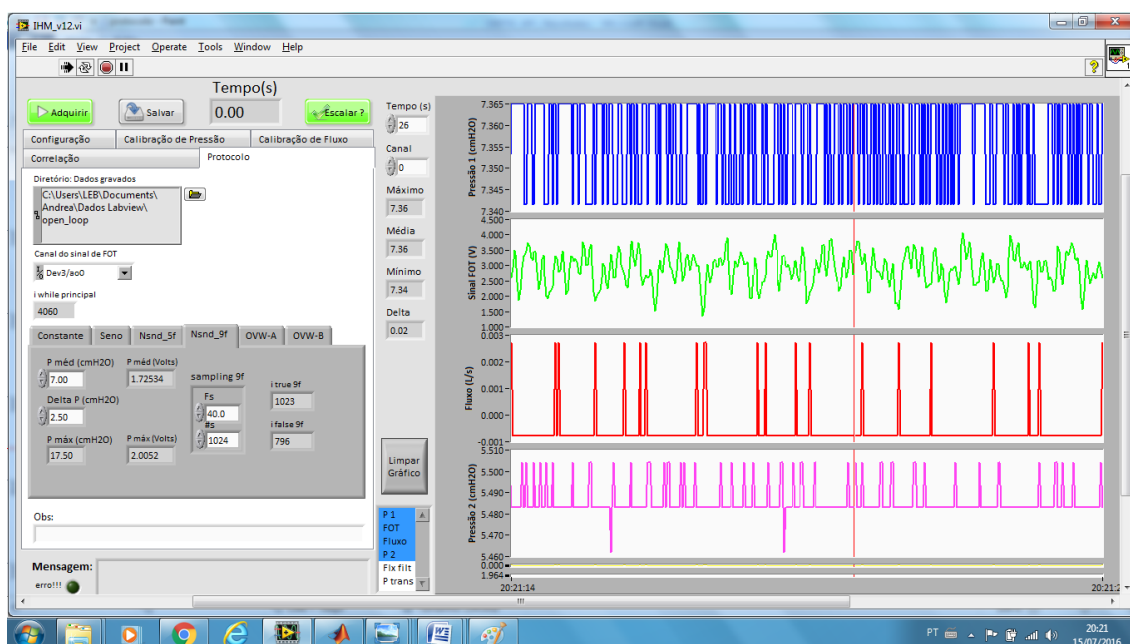 IHM_v12.vi
File Edit View Project Operate Tools Window Help
Tempo(s)
Adquirir
Salvar
0.00
Escalar ?
Configuração
Calibração de Pressão
Calibração de Fluxo
Correlação
Protocolo
Diretório: Dados gravados
C:\Users\LEB\Documents\
Andrea\Dados Labview\
open_loop
Canal do sinal de FOT
Dev3/ao0
i while principal
4060
Constante
Seno
Nsnd_5f
Nsnd_9f
OVW-A
OVW-B
P méd (cmH2O)
P méd (Volts)
7.00
1.72534
Delta P (cmH2O)
2.50
P máx (cmH2O)
P máx (Volts)
17.50
2.0052
sampling 9f
Fs
40.0
#s
1024
i true 9f
1023
i false 9f
796
Obs:
Mensagem:
erro!!!
Tempo (s)
26
Canal
0
Máximo
7.36
Média
7.36
Mínimo
7.34
Delta
0.02
Limpar
Gráfico
P 1
FOT
Fluxo
P 2
Flx filt
P trans
Pressão 1 (cmH2O)
7.365
7.360
7.355
7.350
7.345
7.340
Sinal FOT (V)
4.500
4.000
3.500
3.000
2.500
2.000
1.500
1.000
Fluxo (L/s)
0.003
0.002
0.001
0.000
-0.001
Pressão 2 (cmH2O)
5.510
5.500
5.490
5.480
5.470
5.460
0.000
1.964
20:21:14
PT
20:21
15/07/2016